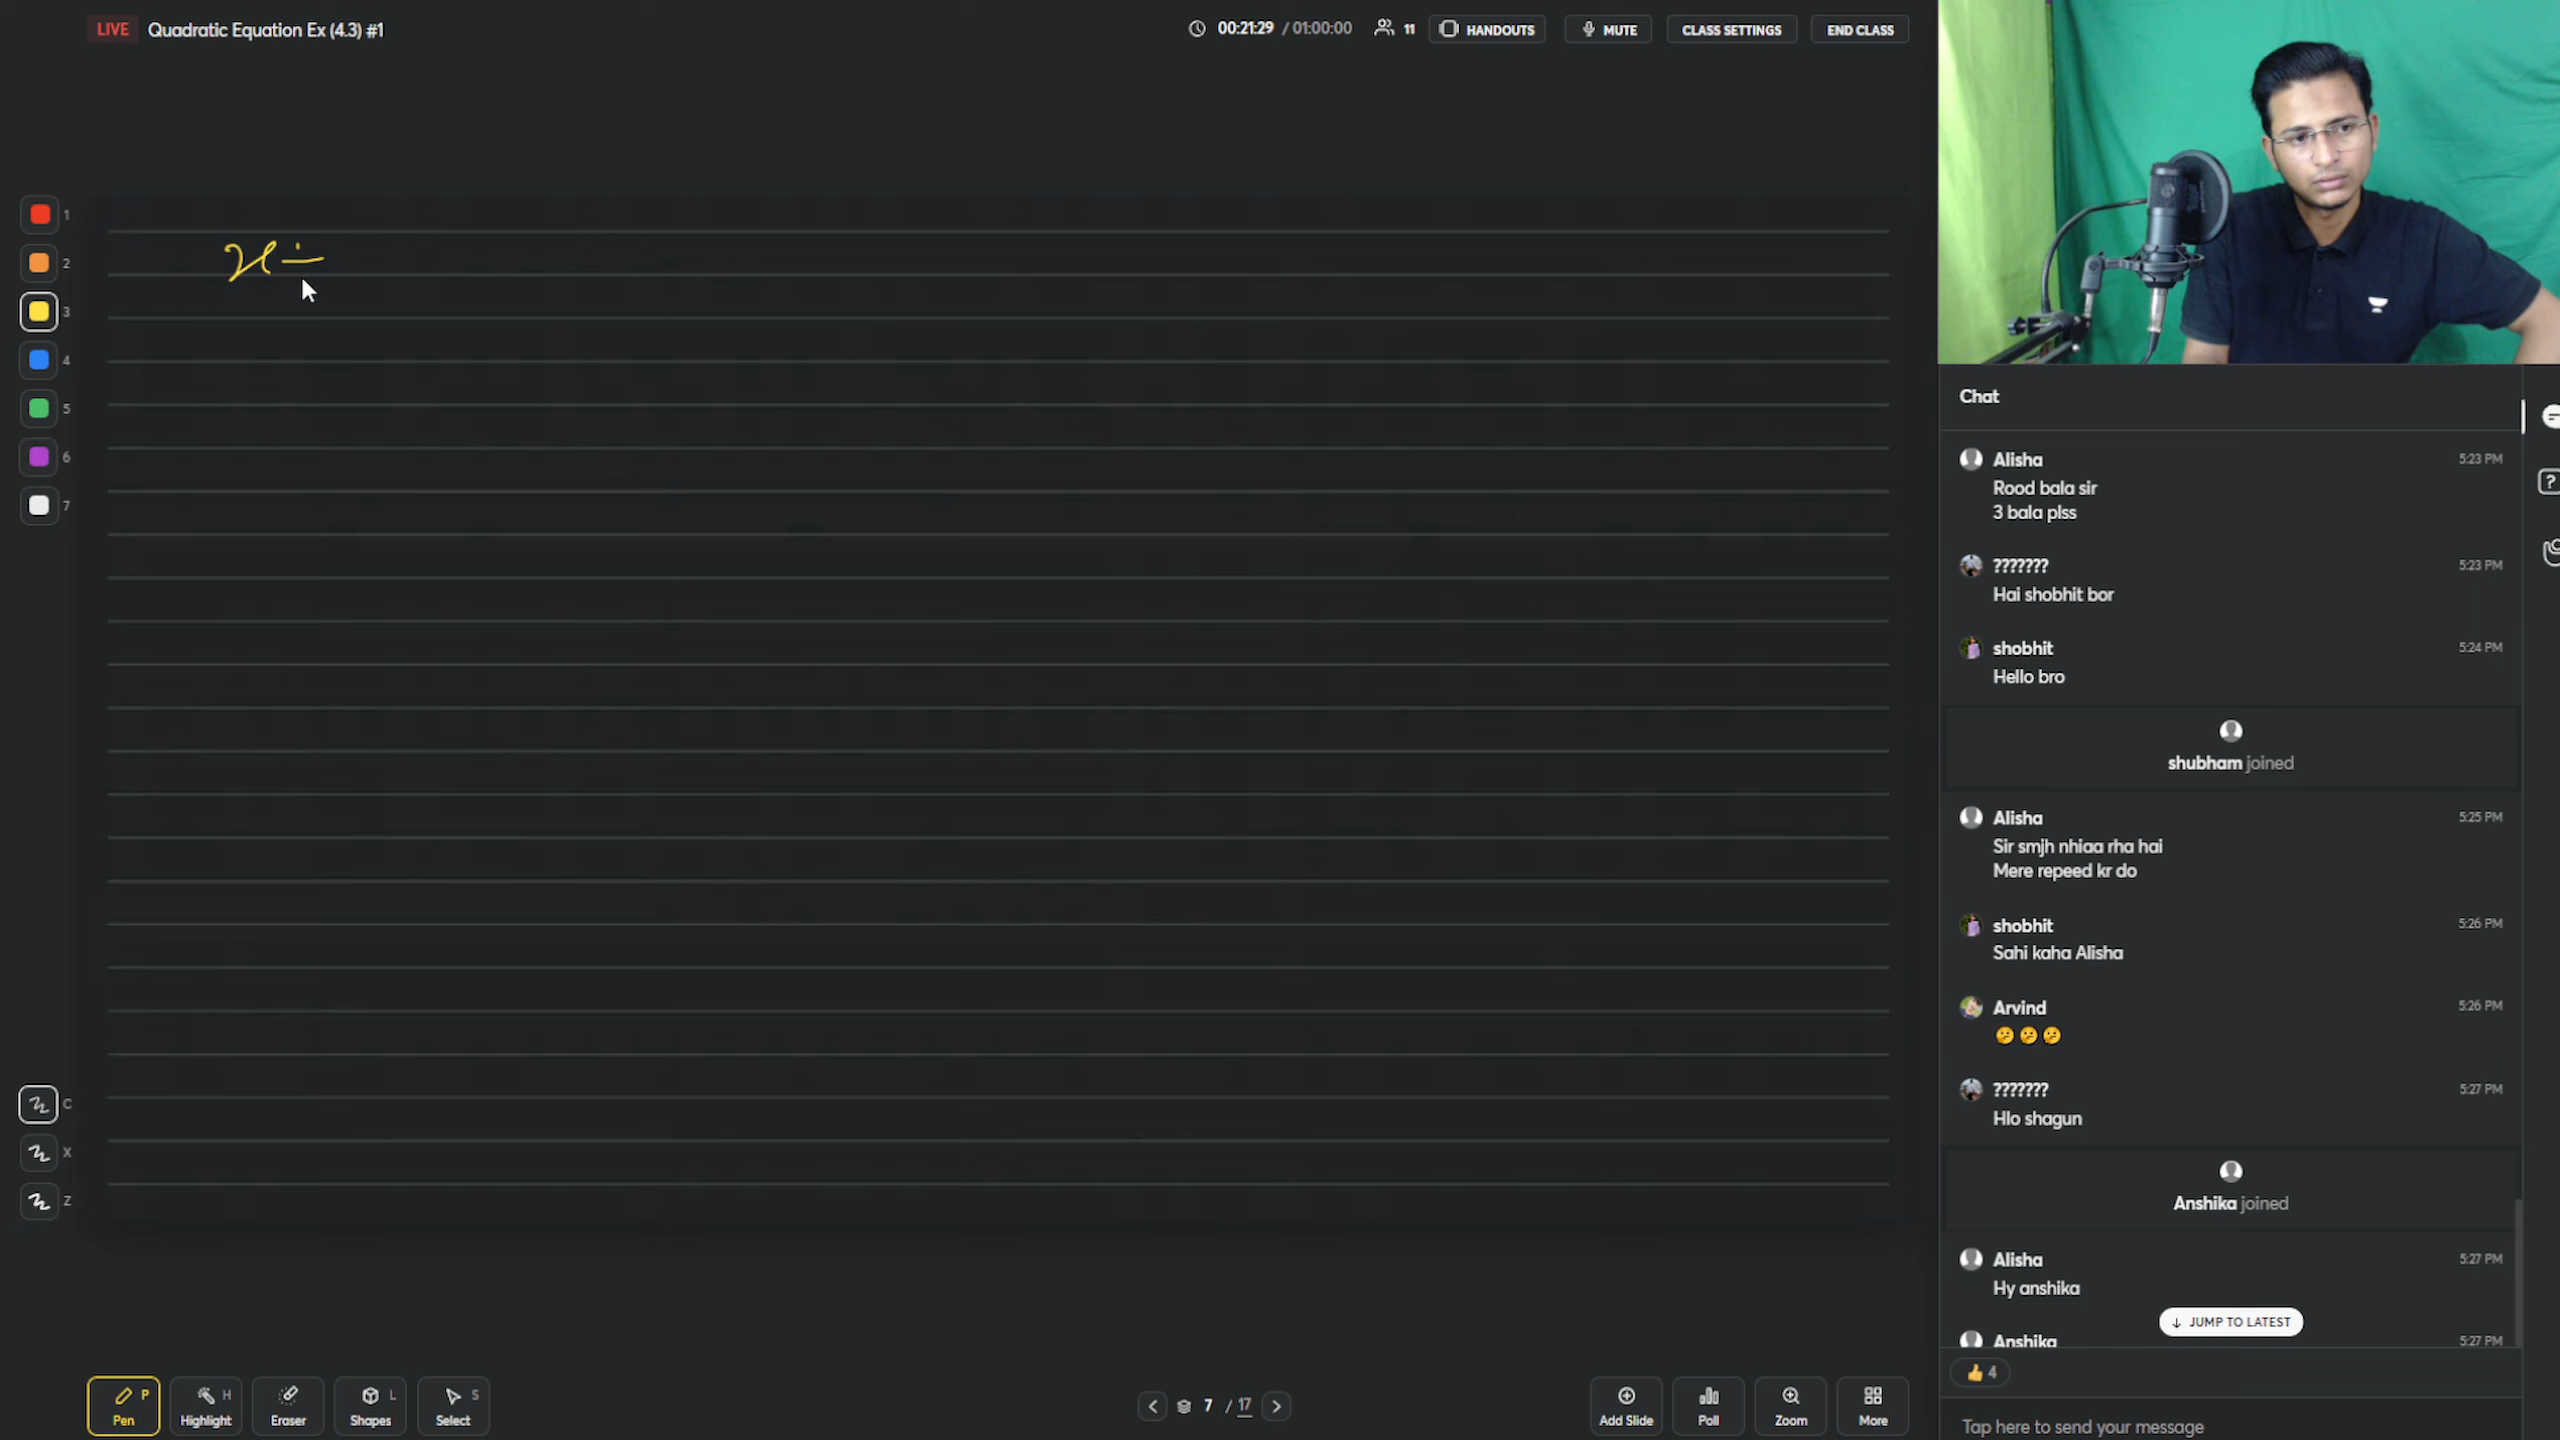 LIVE Quadratic Equation Ex (4.3) #1
00:21:29 / 01:00:00 11 HANDOUTS MUTE CLASS SETTINGS END CLASS
1
2
3
4
5
6
7
x =
C
X
Z
P Pen
H Highlight
Eraser
L Shapes
S Select
7 / 17
Add Slide
Poll
Zoom
More
Chat
Alisha 5:23 PM
Rood bala sir
3 bala plss
??????? 5:23 PM
Hai shobhit bor
shobhit 5:24 PM
Hello bro
shubham joined
Alisha 5:25 PM
Sir smjh nhiaa rha hai
Mere repeed kr do
shobhit 5:26 PM
Sahi kaha Alisha
Arvind 5:26 PM
🤔🤔🤔
??????? 5:27 PM
Hlo shagun
Anshika joined
Alisha 5:27 PM
Hy anshika
↓ JUMP TO LATEST
Anshika 5:27 PM
👍 4
Tap here to send your message